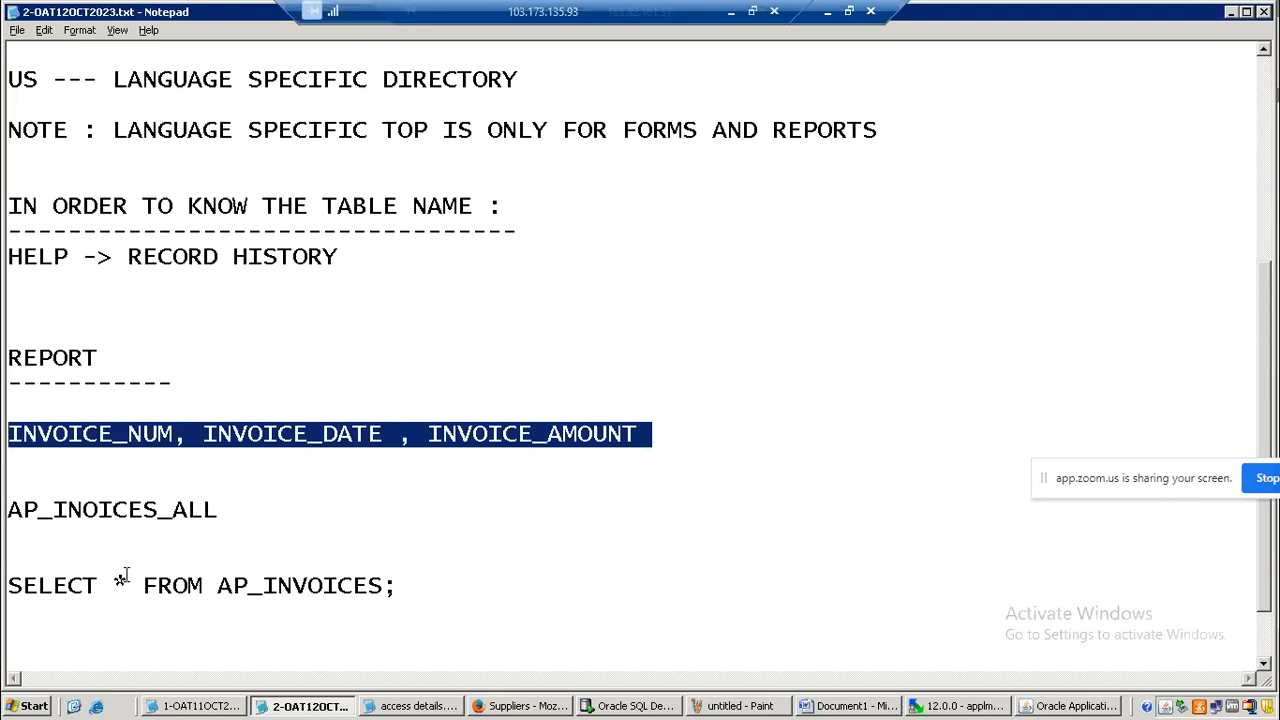 2-OAT12OCT2023.txt - Notepad
103.173.135.93
File Edit Format View Help
US --- LANGUAGE SPECIFIC DIRECTORY
NOTE : LANGUAGE SPECIFIC TOP IS ONLY FOR FORMS AND REPORTS
IN ORDER TO KNOW THE TABLE NAME :
----------------------------------
HELP -> RECORD HISTORY
REPORT
-----------
INVOICE_NUM, INVOICE_DATE , INVOICE_AMOUNT
app.zoom.us is sharing your screen.
Stop
AP_INOICES_ALL
SELECT * FROM AP_INVOICES;
Activate Windows
Go to Settings to activate Windows.
Start
1-OAT11OCT2...
2-OAT12OCT...
access details....
Suppliers - M...
Oracle SQL De...
untitled - Paint
Document1 - Mi...
12.0.0 - applm...
Oracle Applicat...
12:44 PM